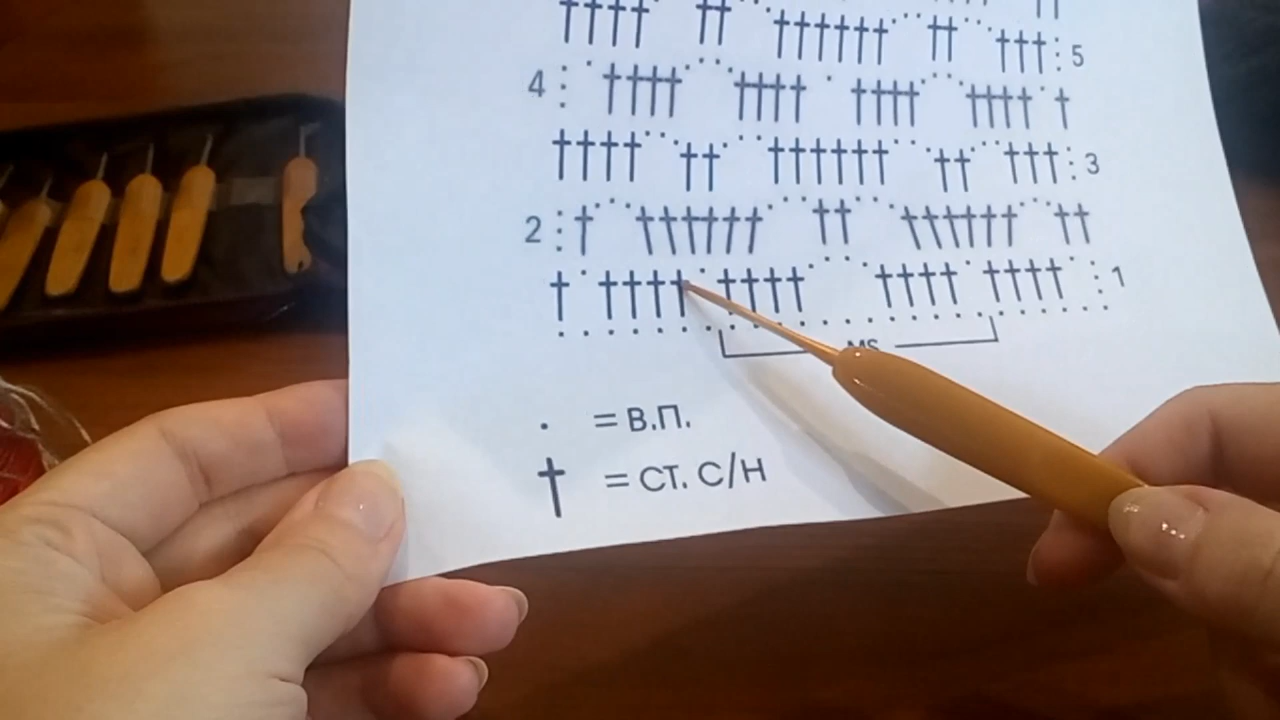 5
4
3
2
1
MS
· = В.П.
† = СТ. С/Н